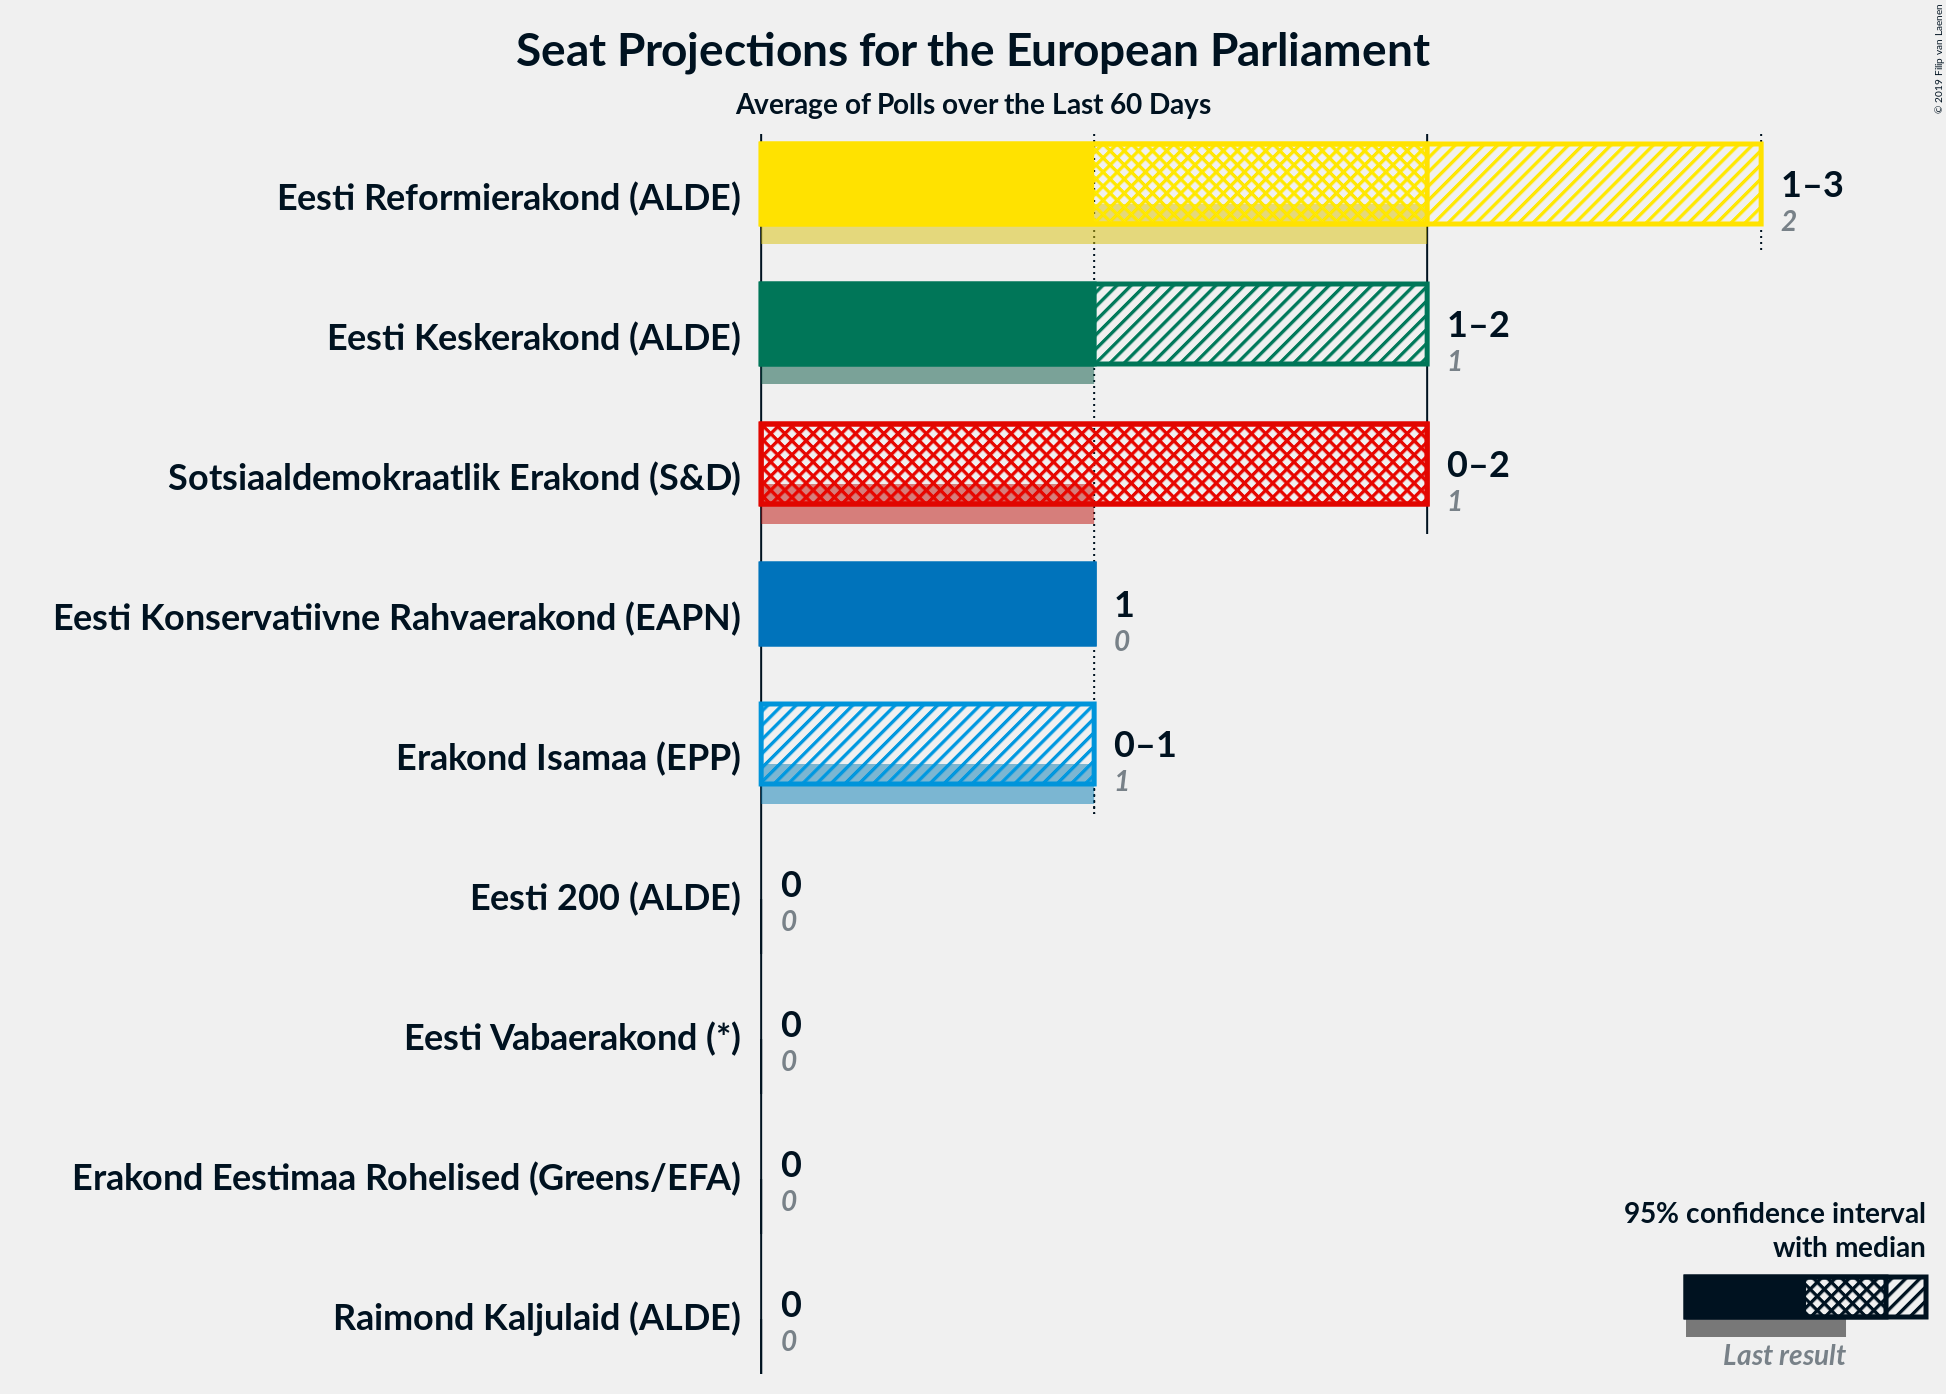 Seat Projections for the European Parliament
Average of Polls over the Last 60 Days
© 2019 Filip van Laenen
Eesti Reformierakond (ALDE)
1–3
2
Eesti Keskerakond (ALDE)
1–2
1
Sotsiaaldemokraatlik Erakond (S&D)
0–2
1
Eesti Konservatiivne Rahvaerakond (EAPN)
1
0
Erakond Isamaa (EPP)
0–1
1
Eesti 200 (ALDE)
0
0
Eesti Vabaerakond (*)
0
0
Erakond Eestimaa Rohelised (Greens/EFA)
0
0
Raimond Kaljulaid (ALDE)
0
0
95% confidence interval
with median
Last result